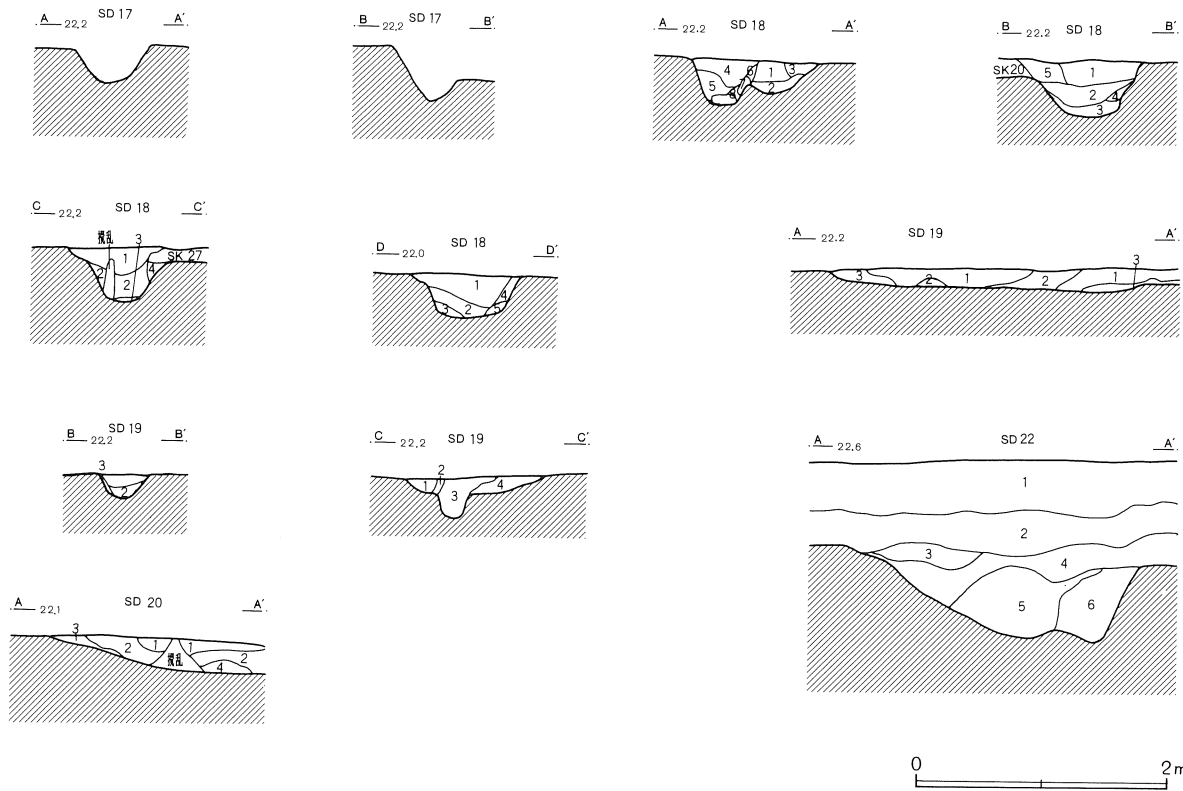 SD 17
A 22.2 A′
SD 17
B 22.2 B′
SD 18
A 22.2 A′
4 6 1 3
5 2
8
SD 18
B 22.2 B′
SK 20 5 1
2 4
3
SD 18
C 22.2 C′
攪乱 3
1 SK 27
2 4
2
SD 18
D 22.0 D′
1
4
3 2 5
SD 19
A 22.2 A′
3
3 2 1 2 1
SD 19
B 22.2 B′
3
2
SD 19
C 22.2 C′
2
1 3 4
SD 22
A 22.6 A′
1
2
3 4
5 6
SD 20
A 22.1 A′
3
2 1 1
攪乱 2
4
0 2 m